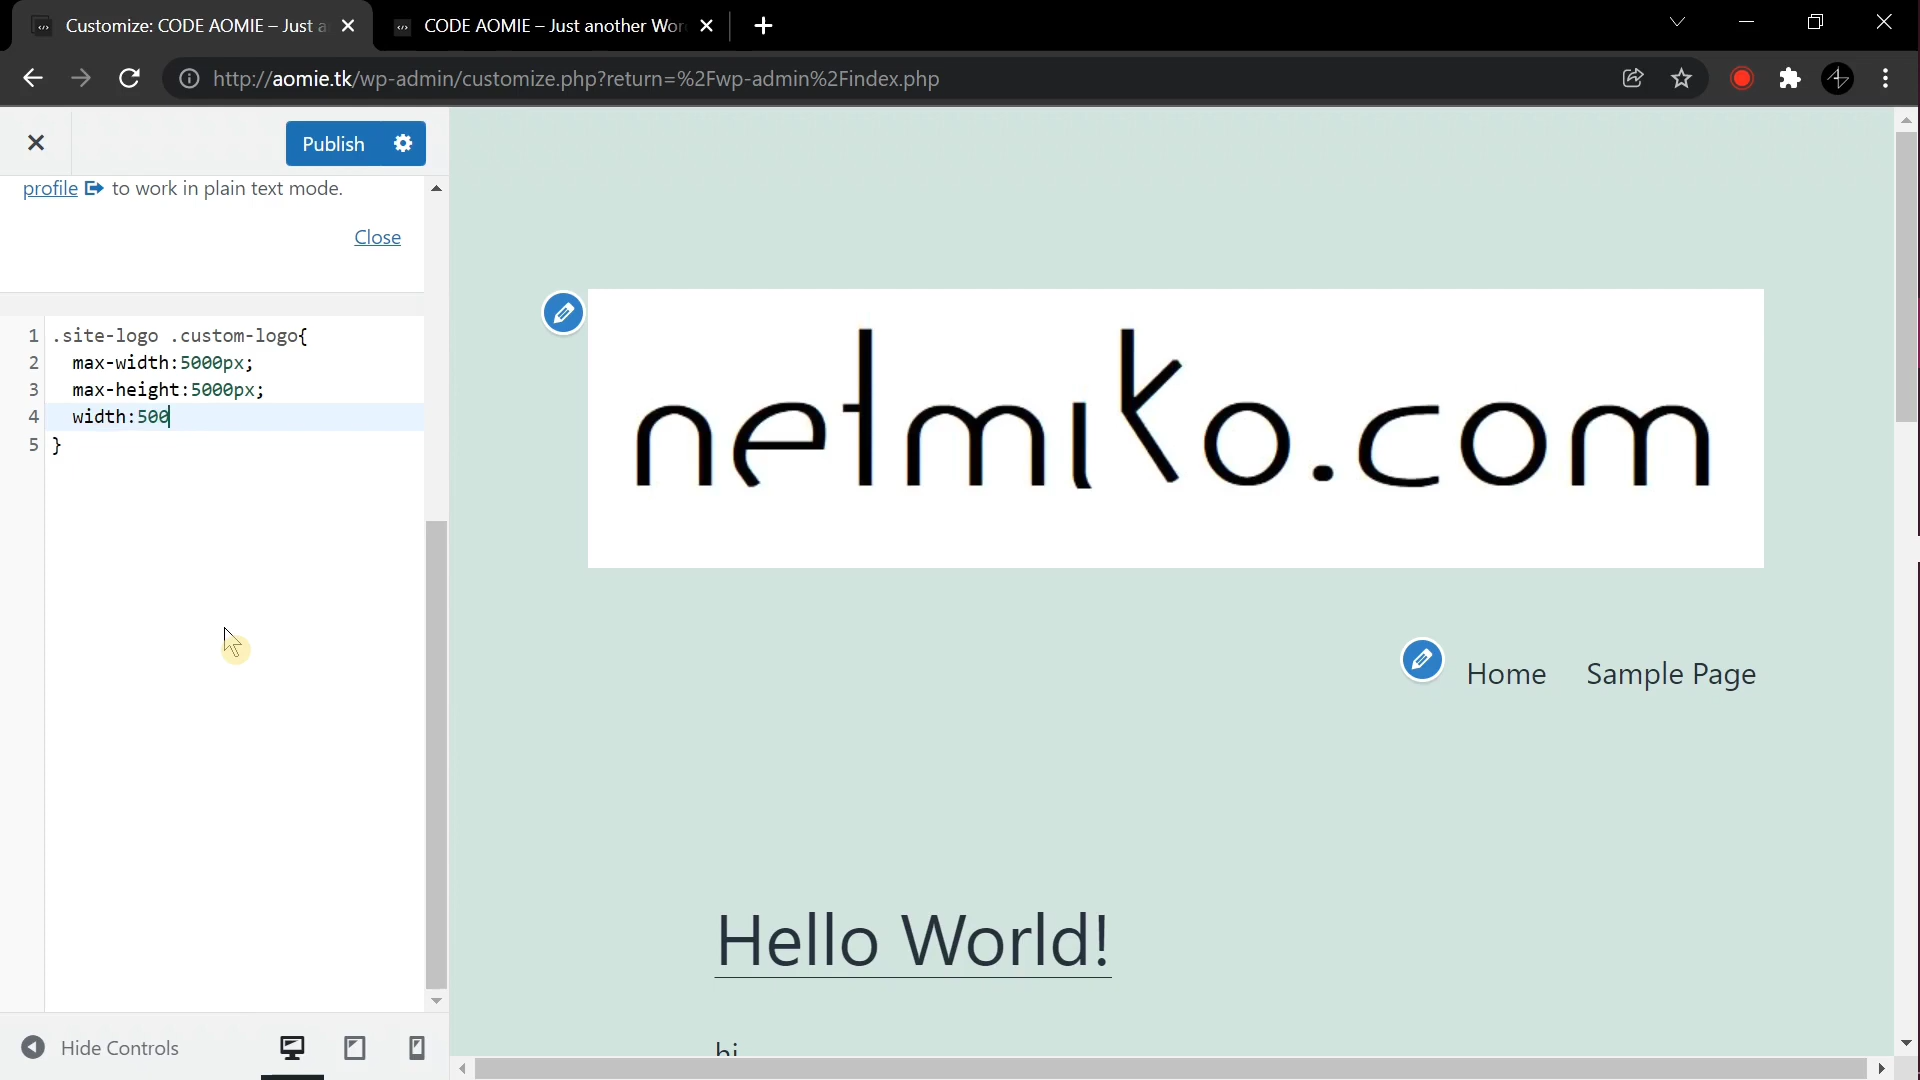 Customize: CODE AOMIE – Just a
CODE AOMIE – Just another Wor
http://aomie.tk/wp-admin/customize.php?return=%2Fwp-admin%2Findex.php
Publish
profile to work in plain text mode.
Close
1 .site-logo .custom-logo{
2 max-width:5000px;
3 max-height:5000px;
4 width:500
5 }
Hide Controls
netmiko.com
Home Sample Page
Hello World!
hi